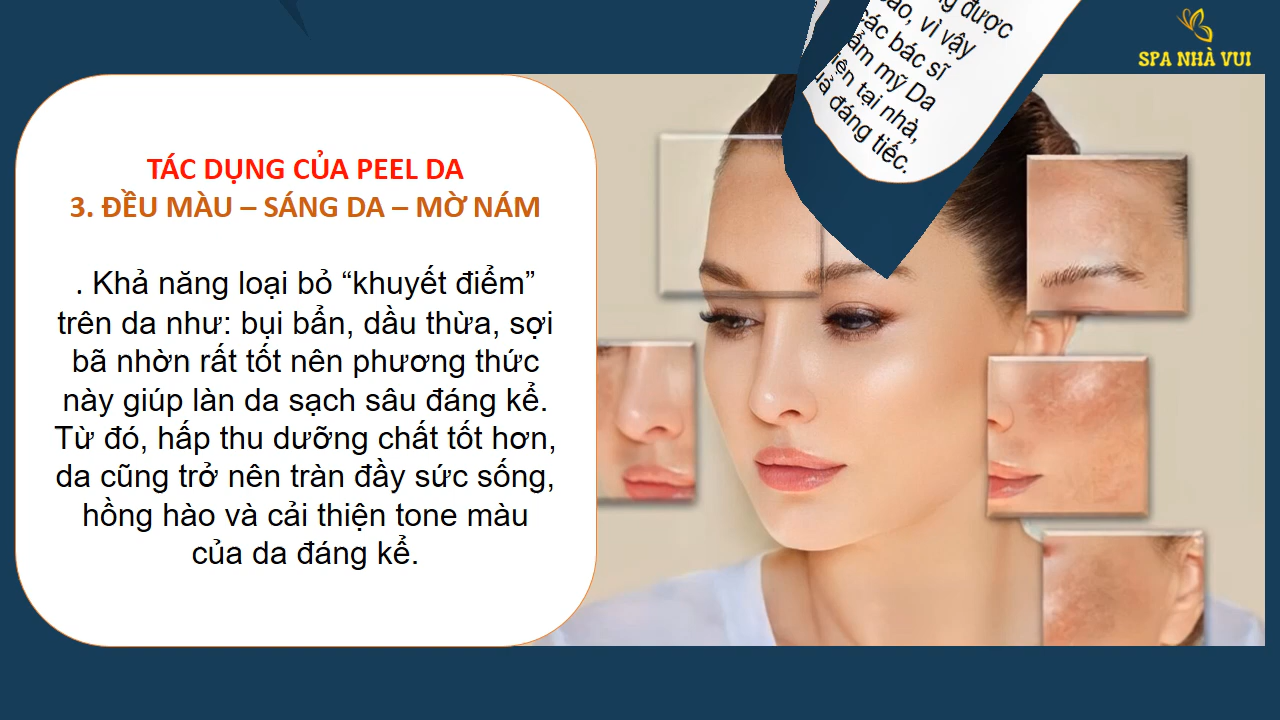 SPA NHÀ VUI
được
vì vậy
các bác sĩ
mỹ Da
tại nhà,
đáng tiếc.
TÁC DỤNG CỦA PEEL DA
3. ĐỀU MÀU – SÁNG DA – MỜ NÁM
. Khả năng loại bỏ “khuyết điểm”
trên da như: bụi bẩn, dầu thừa, sợi
bã nhờn rất tốt nên phương thức
này giúp làn da sạch sâu đáng kể.
Từ đó, hấp thu dưỡng chất tốt hơn,
da cũng trở nên tràn đầy sức sống,
hồng hào và cải thiện tone màu
của da đáng kể.